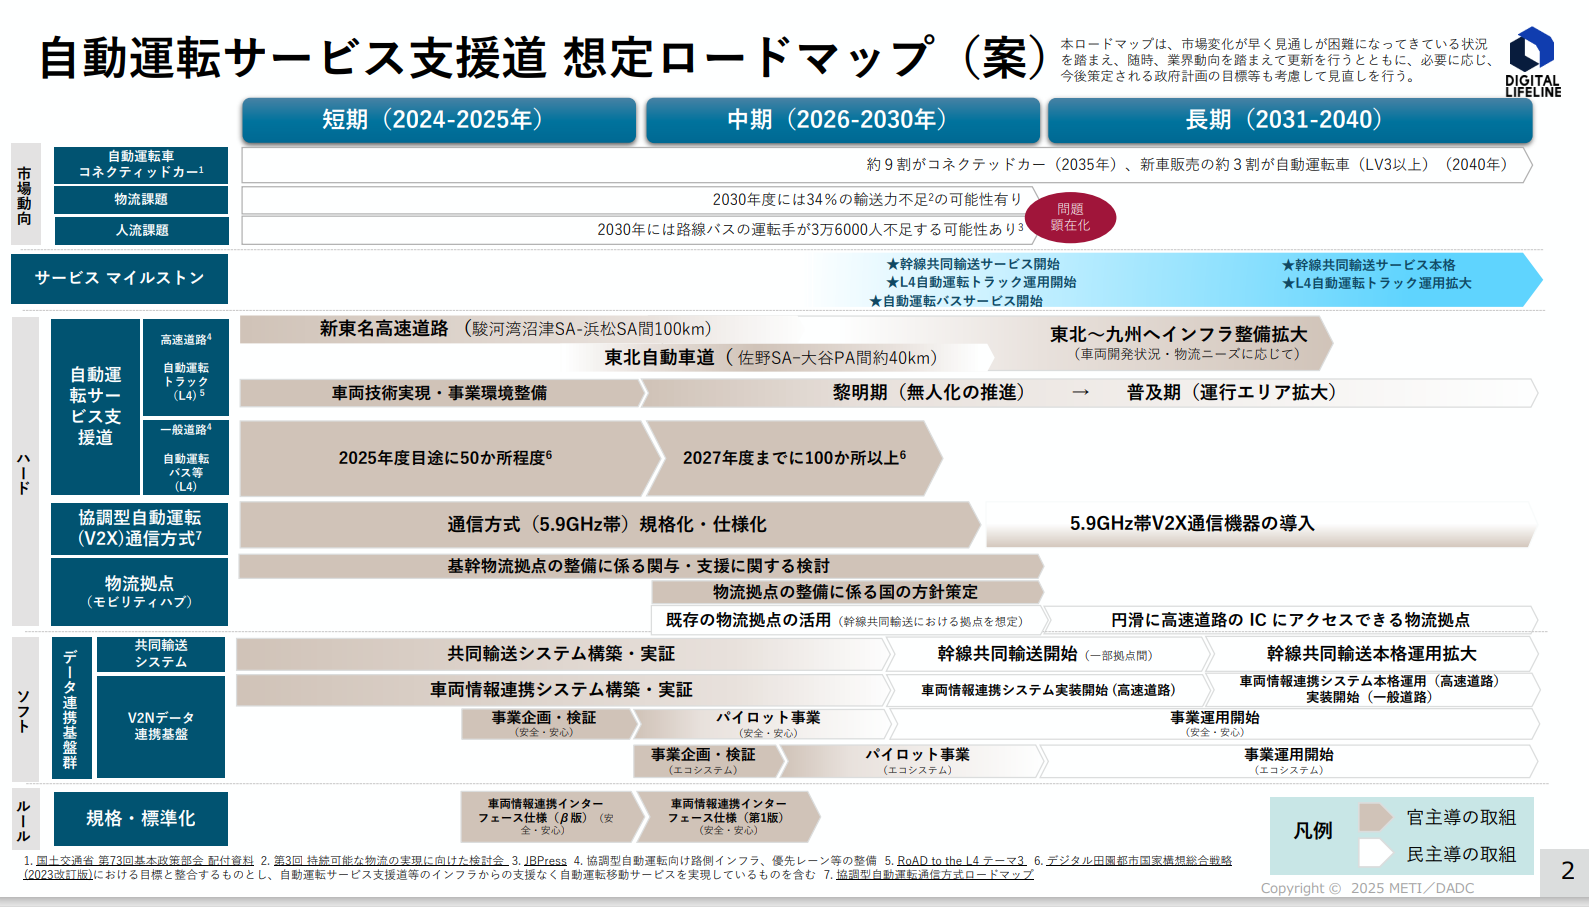 自動運転サービス支援道 想定ロードマップ（案）
本ロードマップは、市場変化が早く見通しが困難になってきている状況
を踏まえ、随時、業界動向を踏まえて更新を行うとともに、必要に応じ、
今後策定される政府計画の目標等も考慮して見直しを行う。
DIGITAL
LIFELINE
短期（2024-2025年）
中期（2026-2030年）
長期（2031-2040）
市場動向
自動運転車
コネクティッドカー1
約９割がコネクテッドカー（2035年）、新車販売の約３割が自動運転車（LV3以上）（2040年）
物流課題
2030年度には34％の輸送力不足2の可能性有り
人流課題
2030年には路線バスの運転手が3万6000人不足する可能性あり3
問題
顕在化
サービス マイルストン
★幹線共同輸送サービス開始
★L4自動運転トラック運用開始
★自動運転バスサービス開始
★幹線共同輸送サービス本格
★L4自動運転トラック運用拡大
ハード
自動運
転サー
ビス支
援道
高速道路4
自動運転
トラック
（L4）5
新東名高速道路（駿河湾沼津SA-浜松SA間100km）
東北自動車道（ 佐野SA−大谷PA間約40km）
東北～九州へインフラ整備拡大
（車両開発状況・物流ニーズに応じて）
車両技術実現・事業環境整備
黎明期（無人化の推進） → 普及期（運行エリア拡大）
一般道路4
自動運転
バス等
（L4）
2025年度目途に50か所程度6
2027年度までに100か所以上6
協調型自動運転
(V2X)通信方式7
通信方式（5.9GHz帯）規格化・仕様化
5.9GHz帯V2X通信機器の導入
物流拠点
（モビリティハブ）
基幹物流拠点の整備に係る関与・支援に関する検討
物流拠点の整備に係る国の方針策定
既存の物流拠点の活用（幹線共同輸送における拠点を想定）
円滑に高速道路の IC にアクセスできる物流拠点
ソフト
データ連携基盤群
共同輸送
システム
共同輸送システム構築・実証
幹線共同輸送開始（一部拠点間）
幹線共同輸送本格運用拡大
V2Nデータ
連携基盤
車両情報連携システム構築・実証
車両情報連携システム実装開始 (高速道路)
車両情報連携システム本格運用（高速道路）
実装開始（一般道路）
事業企画・検証
（安全・安心）
パイロット事業
（安全・安心）
事業運用開始
（安全・安心）
事業企画・検証
（エコシステム）
パイロット事業
（エコシステム）
事業運用開始
（エコシステム）
ルール
規格・標準化
車両情報連携インター
フェース仕様（β版）（安
全・安心）
車両情報連携インター
フェース仕様（第1版）
（安全・安心）
凡例
官主導の取組
民主導の取組
1. 国土交通省 第73回基本政策部会 配付資料 2. 第3回 持続可能な物流の実現に向けた検討会 3. JBPress 4. 協調型自動運転向け路側インフラ、優先レーン等の整備 5. RoAD to the L4 テーマ3 6. デジタル田園都市国家構想総合戦略
(2023改訂版)における目標と整合するものとし、自動運転サービス支援道等のインフラからの支援なく自動運転移動サービスを実現しているものを含む 7. 協調型自動運転通信方式ロードマップ
Copyright © 2025 METI／DADC
2